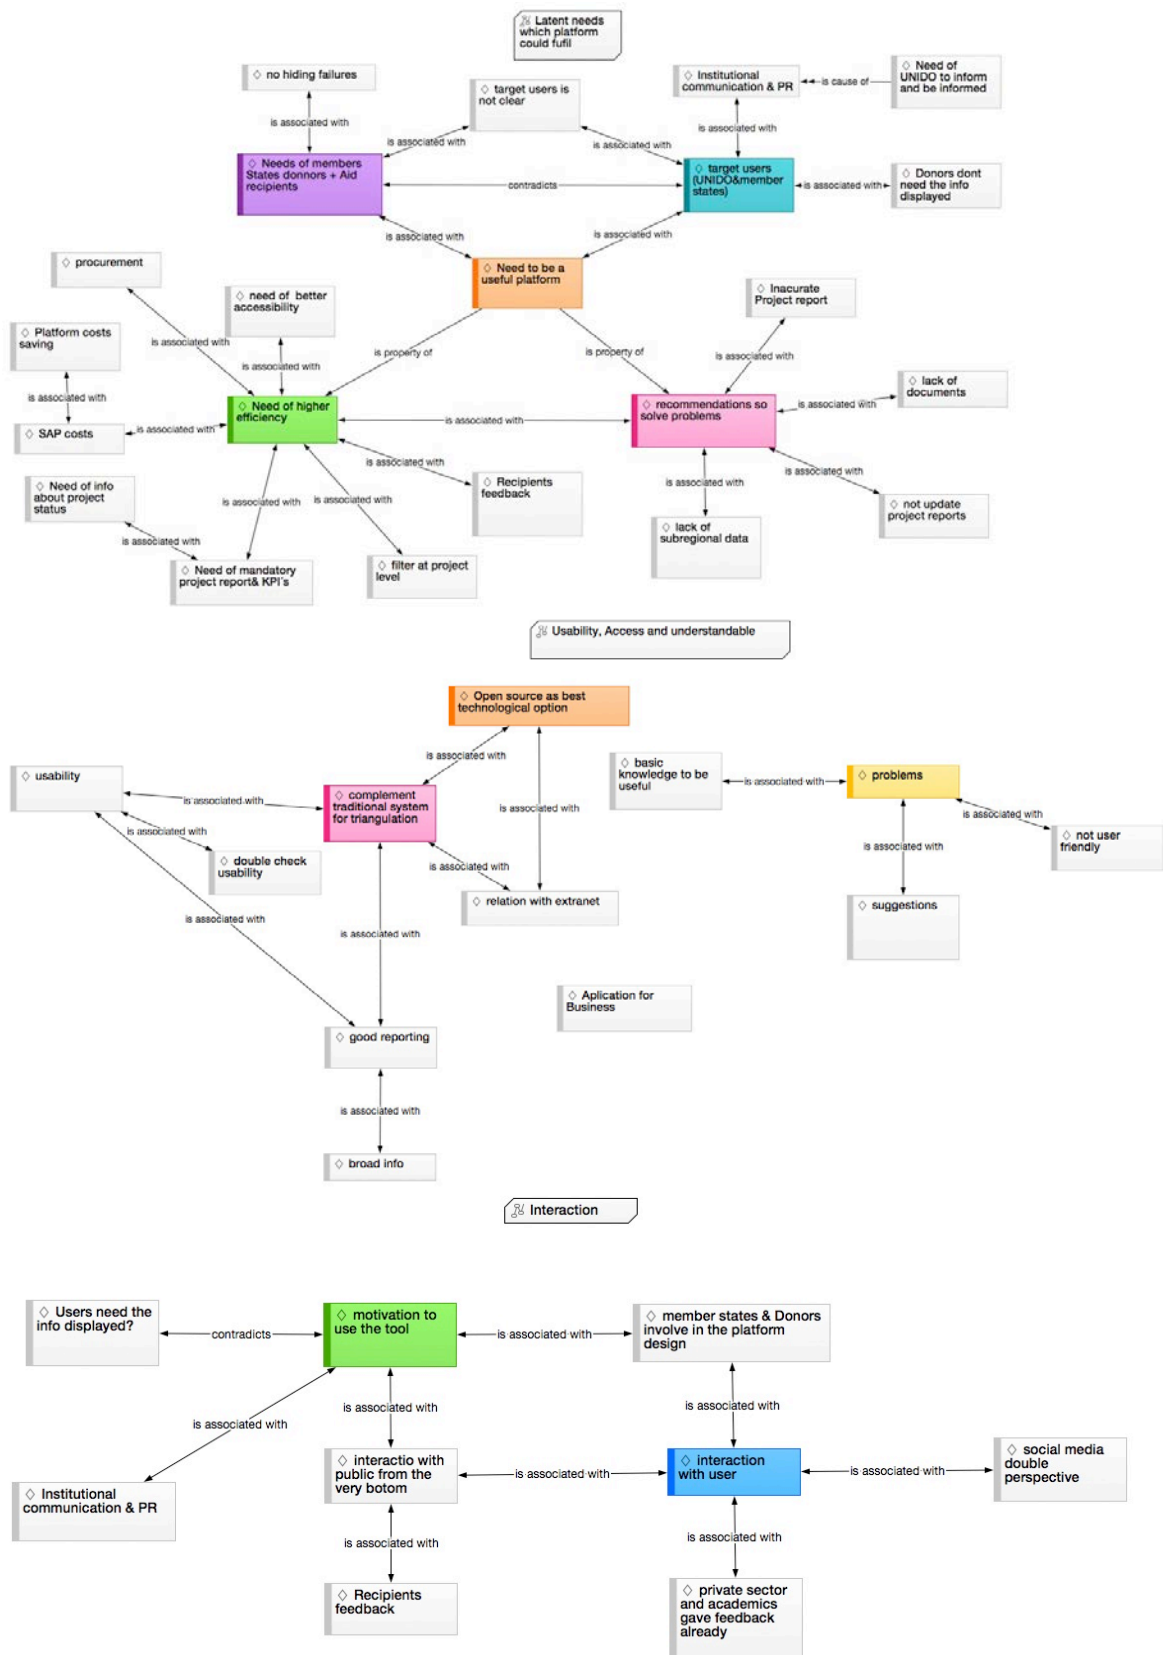 Latent needs
which platform
could fufil
no hiding failures
target users is
not clear
Institutional
communication & PR
is cause of
Need of
UNIDO to inform
and be informed
is associated with
is associated with
is associated with
is associated with
Needs of members
States donnors + Aid
recipients
contradicts
target users
(UNIDO&member
states)
is associated with
Donors dont
need the info
displayed
is associated with
is associated with
procurement
Need to be a
useful platform
need of better
accessibility
Inacurate
Project report
Platform costs
saving
is associated with
is property of
is property of
is associated with
is associated with
is associated with
lack of
documents
Need of higher
efficiency
is associated with
recommendations so
solve problems
is associated with
SAP costs
is associated with
is associated with
Recipients
feedback
is associated with
is associated with
Need of info
about project
status
is associated with
is associated with
not update
project reports
lack of
subregional data
is associated with
Need of mandatory
project report& KPI´s
filter at project
level
Usability, Access and understandable
Open source as best
technological option
is associated with
usability
is associated with
complement
traditional system
for triangulation
is associated with
basic
knowledge to be
useful
is associated with
problems
is associated with
is associated with
double check
usability
is associated with
is associated with
not user
friendly
relation with extranet
suggestions
is associated with
is associated with
Aplication for
Business
good reporting
is associated with
broad info
Interaction
Users need the
info displayed?
contradicts
motivation to
use the tool
is associated with
member states & Donors
involve in the platform
design
is associated with
is associated with
is associated with
Institutional
communication & PR
interactio with
public from the
very botom
is associated with
interaction
with user
is associated with
social media
double
perspective
is associated with
is associated with
Recipients
feedback
private sector
and academics
gave feedback
already